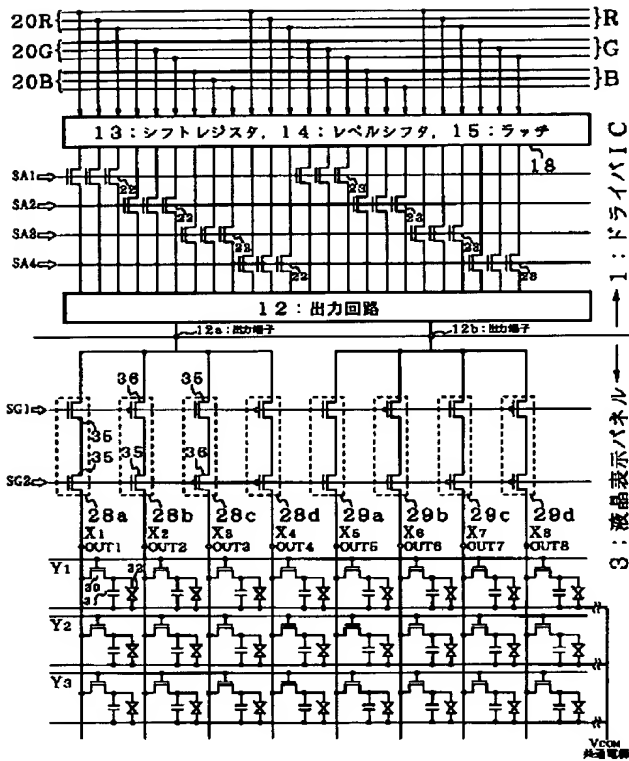 20R R
20G G
20B B
13：シフトレジスタ，14：レベルシフタ，15：ラッチ
18
SA1 22 23
SA2 22 23
SA3 22 23
SA4 22 23
12：出力回路
12a：出力端子 12b：出力端子
1：ドライバIC
3：液晶表示パネル
36 35
SG1
35
35 35 36
SG2
28a 28b 28c 28d 29a 29b 29c 29d
X1 X2 X3 X4 X5 X6 X7 X8
OUT1 OUT2 OUT3 OUT4 OUT5 OUT6 OUT7 OUT8
Y1 32
30
31
Y2
Y3
VCOM
共通電極